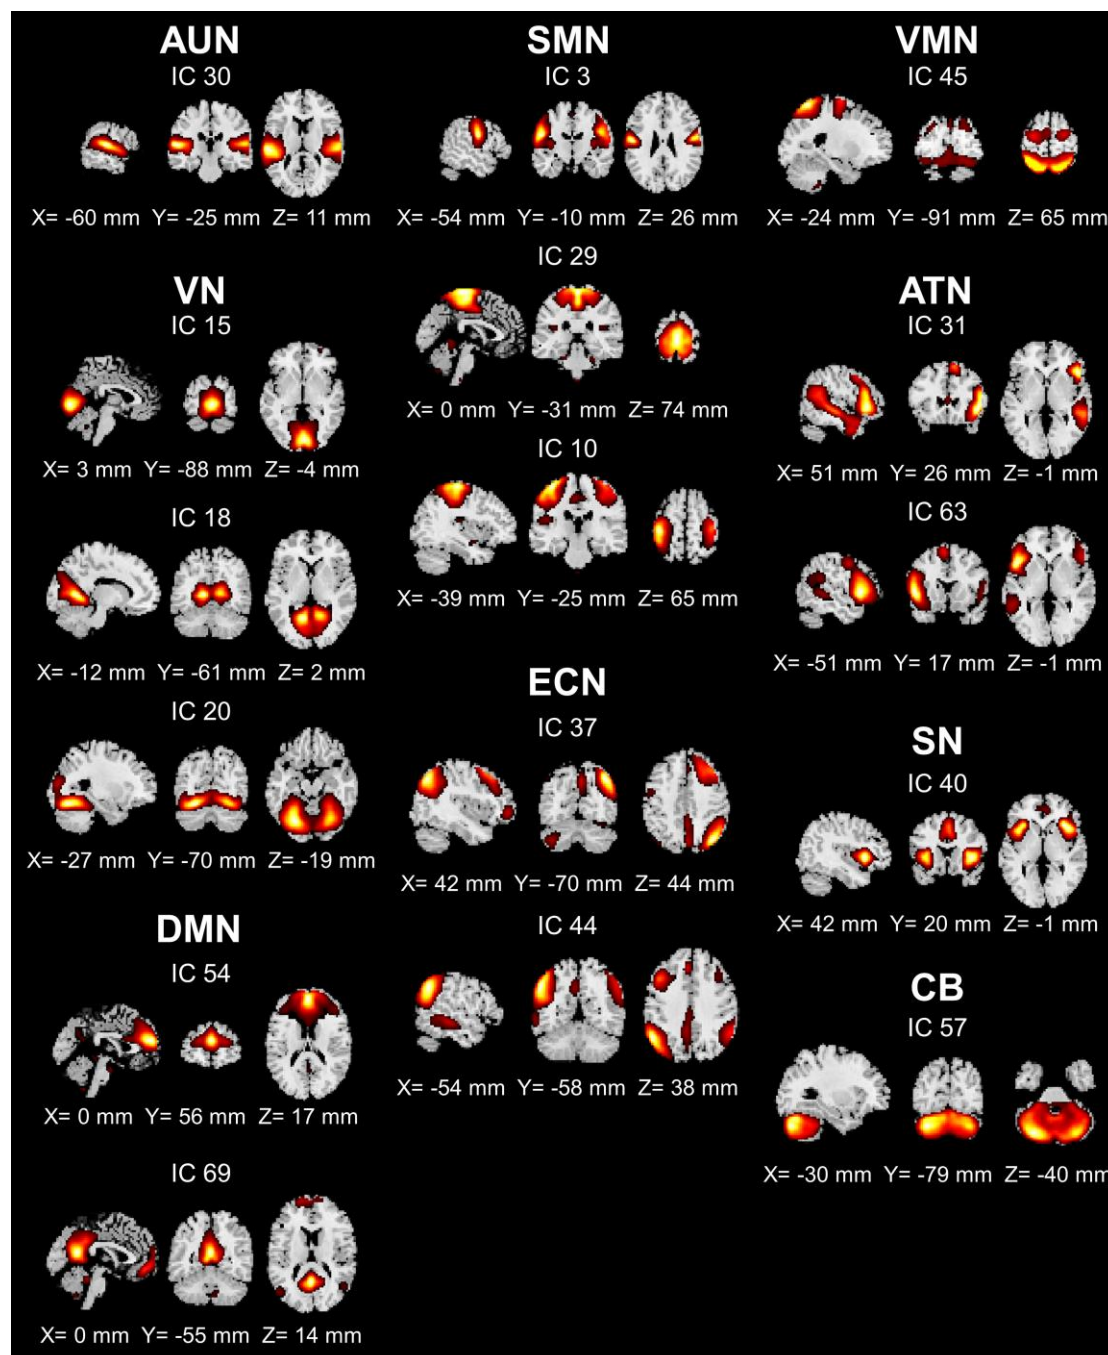 AUN
IC 30
X= -60 mm Y= -25 mm Z= 11 mm
VN
IC 15
X= 3 mm Y= -88 mm Z= -4 mm
IC 18
X= -12 mm Y= -61 mm Z= 2 mm
IC 20
X= -27 mm Y= -70 mm Z= -19 mm
DMN
IC 54
X= 0 mm Y= 56 mm Z= 17 mm
IC 69
X= 0 mm Y= -55 mm Z= 14 mm
SMN
IC 3
X= -54 mm Y= -10 mm Z= 26 mm
IC 29
X= 0 mm Y= -31 mm Z= 74 mm
IC 10
X= -39 mm Y= -25 mm Z= 65 mm
ECN
IC 37
X= 42 mm Y= -70 mm Z= 44 mm
IC 44
X= -54 mm Y= -58 mm Z= 38 mm
VMN
IC 45
X= -24 mm Y= -91 mm Z= 65 mm
ATN
IC 31
X= 51 mm Y= 26 mm Z= -1 mm
IC 63
X= -51 mm Y= 17 mm Z= -1 mm
SN
IC 40
X= 42 mm Y= 20 mm Z= -1 mm
CB
IC 57
X= -30 mm Y= -79 mm Z= -40 mm